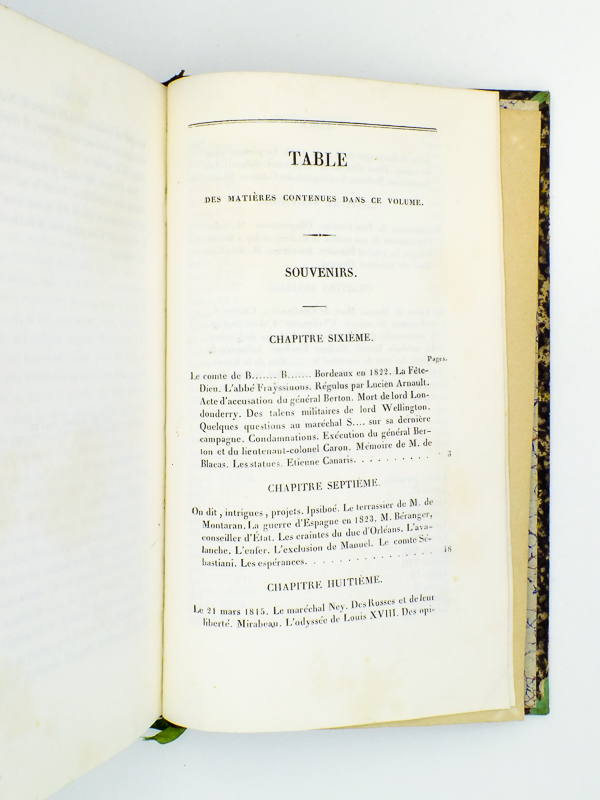 TABLE
DES MATIÈRES CONTENUES DANS CE VOLUME.
SOUVENIRS.
CHAPITRE SIXIÈME.
Pages.
Le comte de B....... B....... Bordeaux en 1822. La Fête-
Dieu. L'abbé Frayssinous. Régulus par Lucien Arnault.
Acte d'accusation du général Berton. Mort de lord Lon-
donderry. Des talens militaires de lord Wellington.
Quelques questions au maréchal S.... sur sa dernière
campagne. Condamnations. Exécution du général Ber-
ton et du lieutenant-colonel Caron. Mémoire de M. de
Blacas. Les statues. Etienne Canaris. . . . . . . . . . 3
CHAPITRE SEPTIÈME.
On dit, intrigues, projets. Ipsiboé. Le terrassier de M. de
Montaran. La guerre d'Espagne en 1823. M. Béranger,
conseiller d'État. Les craintes du duc d'Orléans. L'ava-
lanche. L'enfer. L'exclusion de Manuel. Le comte Sé-
bastiani. Les espérances. . . . . . . . . . . . . . . 18
CHAPITRE HUITIÈME.
Le 21 mars 1815. Le maréchal Ney. Des Russes et de leur
liberté. Mirabeau. L'odyssée de Louis XVIII. Des opi-